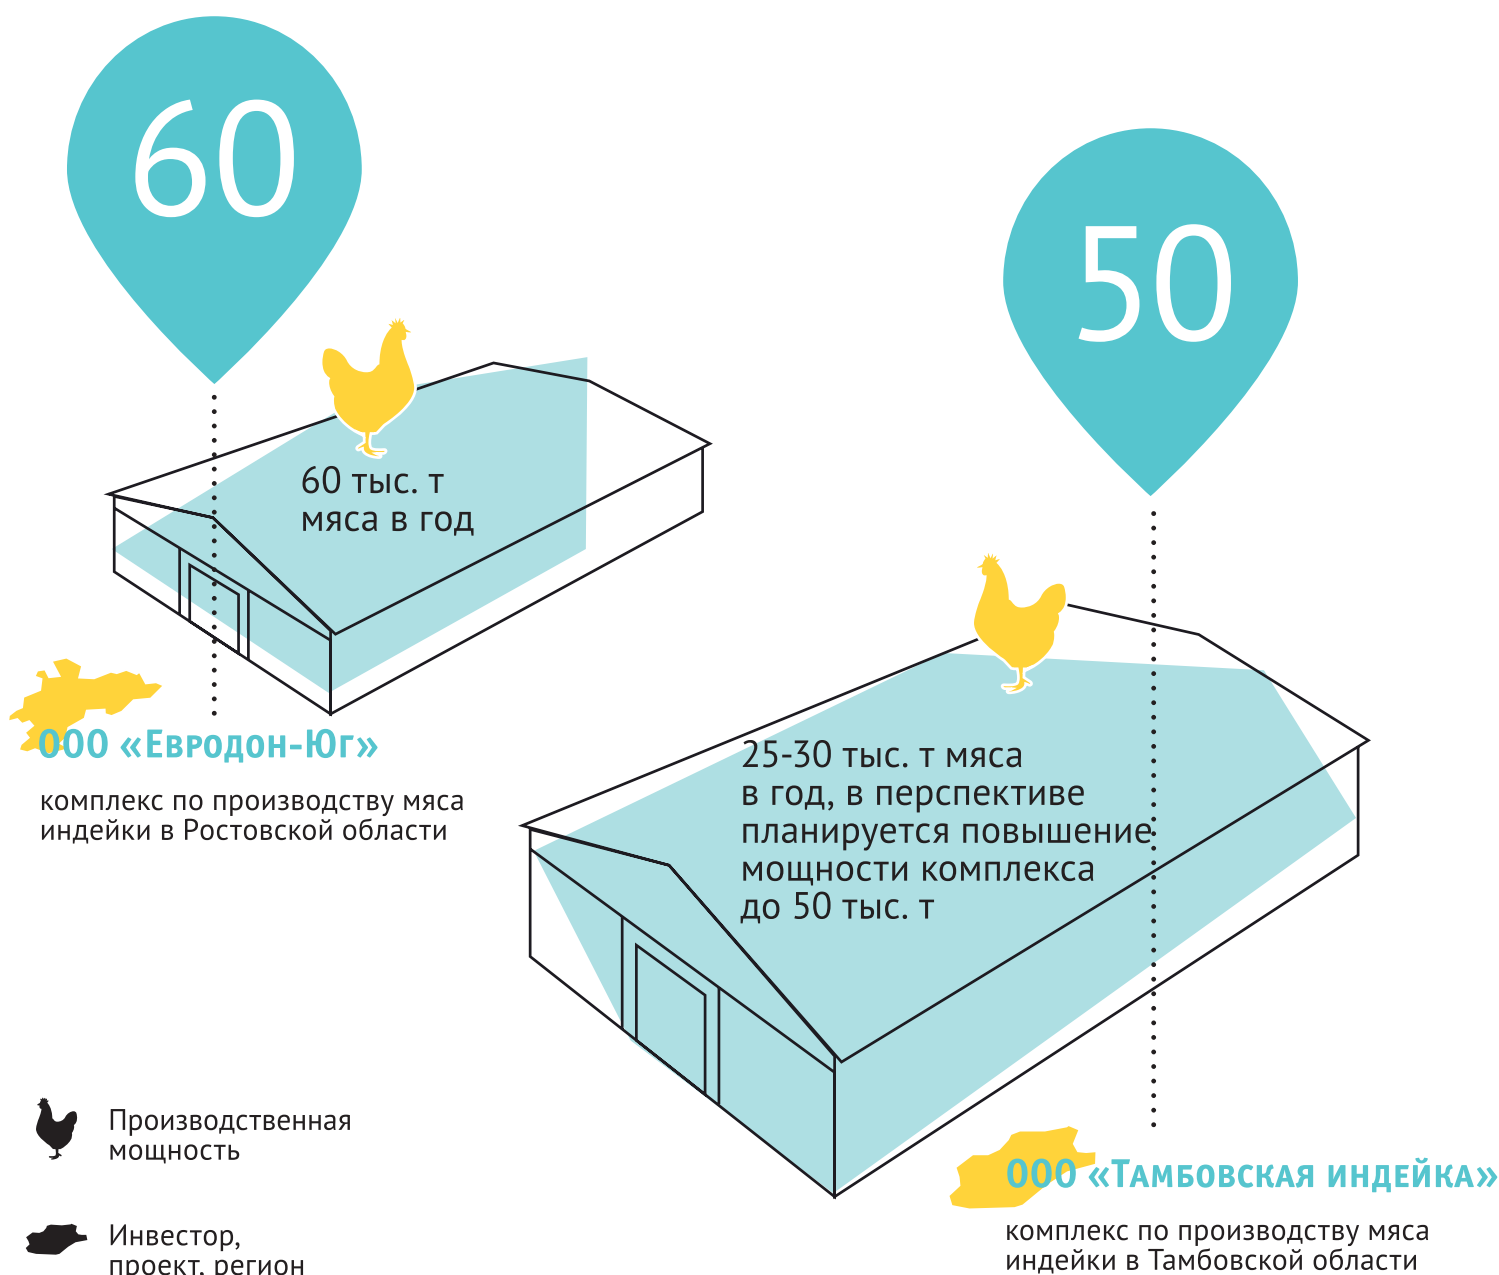 60
50
60 тыс. т
мяса в год
ООО «Евродон-Юг»
комплекс по производству мяса
индейки в Ростовской области
25-30 тыс. т мяса
в год, в перспективе
планируется повышение
мощности комплекса
до 50 тыс. т
Производственная
мощность
Инвестор,
проект, регион
ООО «Тамбовская индейка»
комплекс по производству мяса
индейки в Тамбовской области